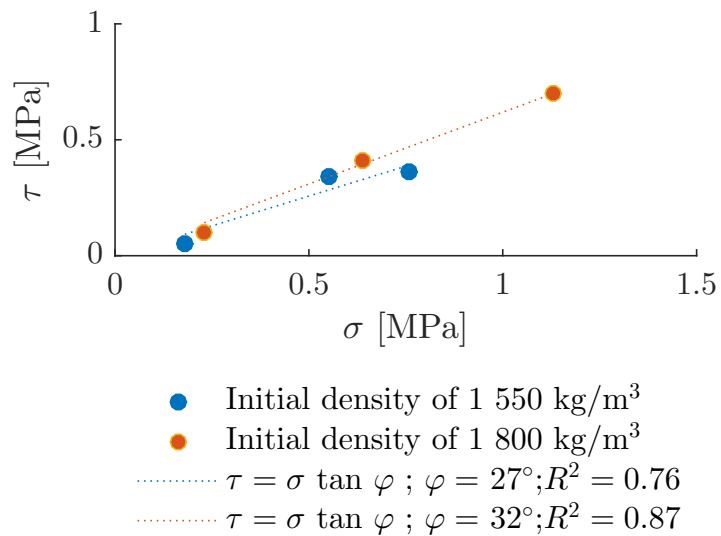 1
0.5
0
τ [MPa]
0 0.5 1 1.5
σ [MPa]
Initial density of 1 550 kg/m³
Initial density of 1 800 kg/m³
τ = σ tan φ ; φ = 27°;R² = 0.76
τ = σ tan φ ; φ = 32°;R² = 0.87